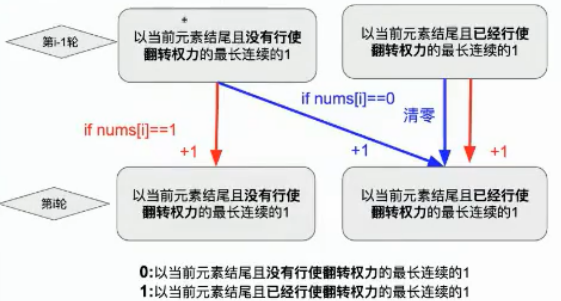 第i-1轮
以当前元素结尾且没有行使
翻转权力的最长连续的1
以当前元素结尾且已经行使
翻转权力的最长连续的1
if nums[i]==1
+1
if nums[i]==0
+1
清零
+1
第i轮
以当前元素结尾且没有行使
翻转权力的最长连续的1
以当前元素结尾且已经行使
翻转权力的最长连续的1
0:以当前元素结尾且没有行使翻转权力的最长连续的1
1:以当前元素结尾且已经行使翻转权力的最长连续的1